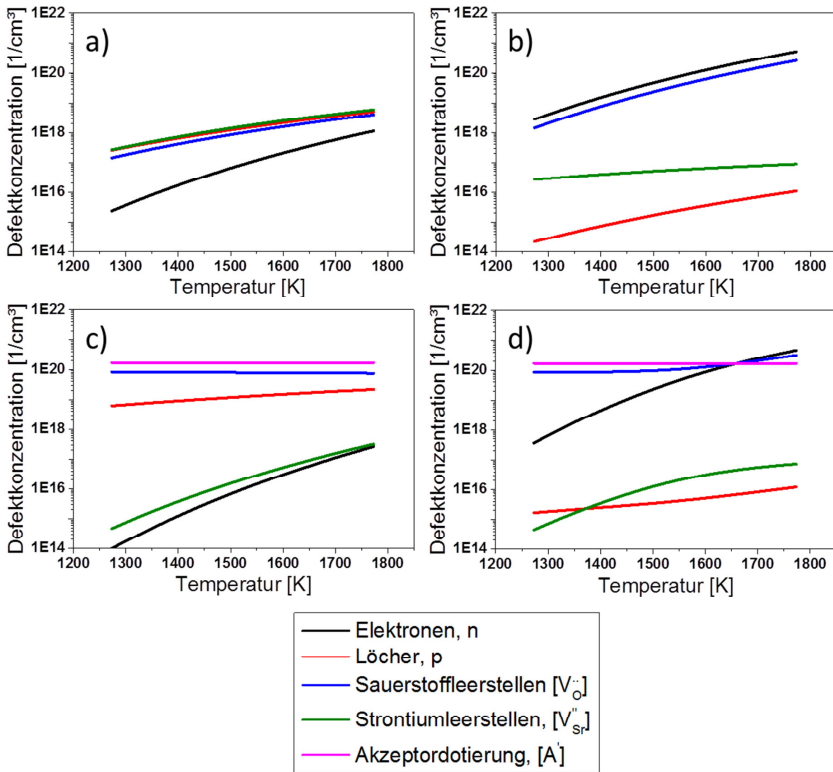 a)
Defektkonzentration [1/cm³]
1E22
1E20
1E18
1E16
1E14
1200 1300 1400 1500 1600 1700 1800
Temperatur [K]
b)
Defektkonzentration [1/cm³]
1E22
1E20
1E18
1E16
1E14
1200 1300 1400 1500 1600 1700 1800
Temperatur [K]
c)
Defektkonzentration [1/cm³]
1E22
1E20
1E18
1E16
1E14
1200 1300 1400 1500 1600 1700 1800
Temperatur [K]
d)
Defektkonzentration [1/cm³]
1E22
1E20
1E18
1E16
1E14
1200 1300 1400 1500 1600 1700 1800
Temperatur [K]
Elektronen, n
Löcher, p
Sauerstoffleerstellen [V_O^¨]
Strontiumleerstellen, [V_Sr^"]
Akzeptordotierung, [A']